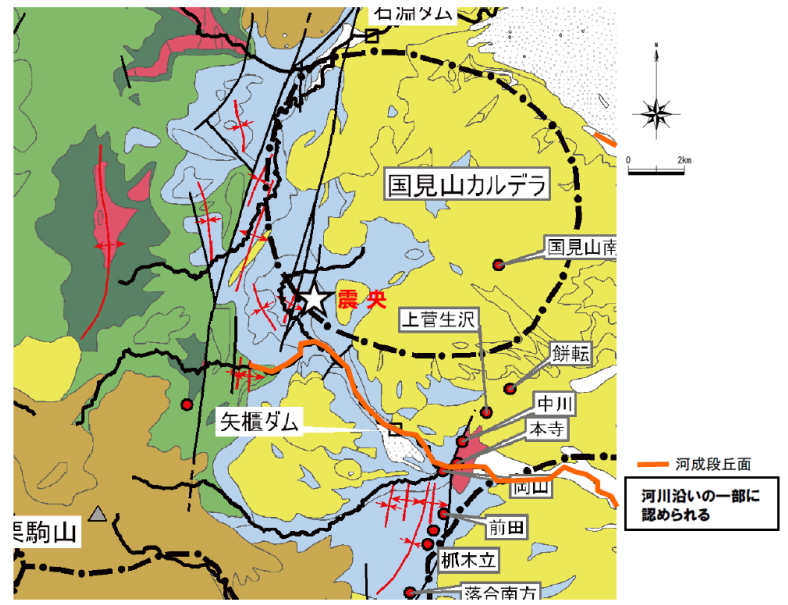 石淵ダム
N
0
2km
国見山カルデラ
国見山南
震央
上菅生沢
餅転
中川
矢櫃ダム
本寺
河成段丘面
岡山
河川沿いの一部に
認められる
前田
栗駒山
梛木立
落合南方